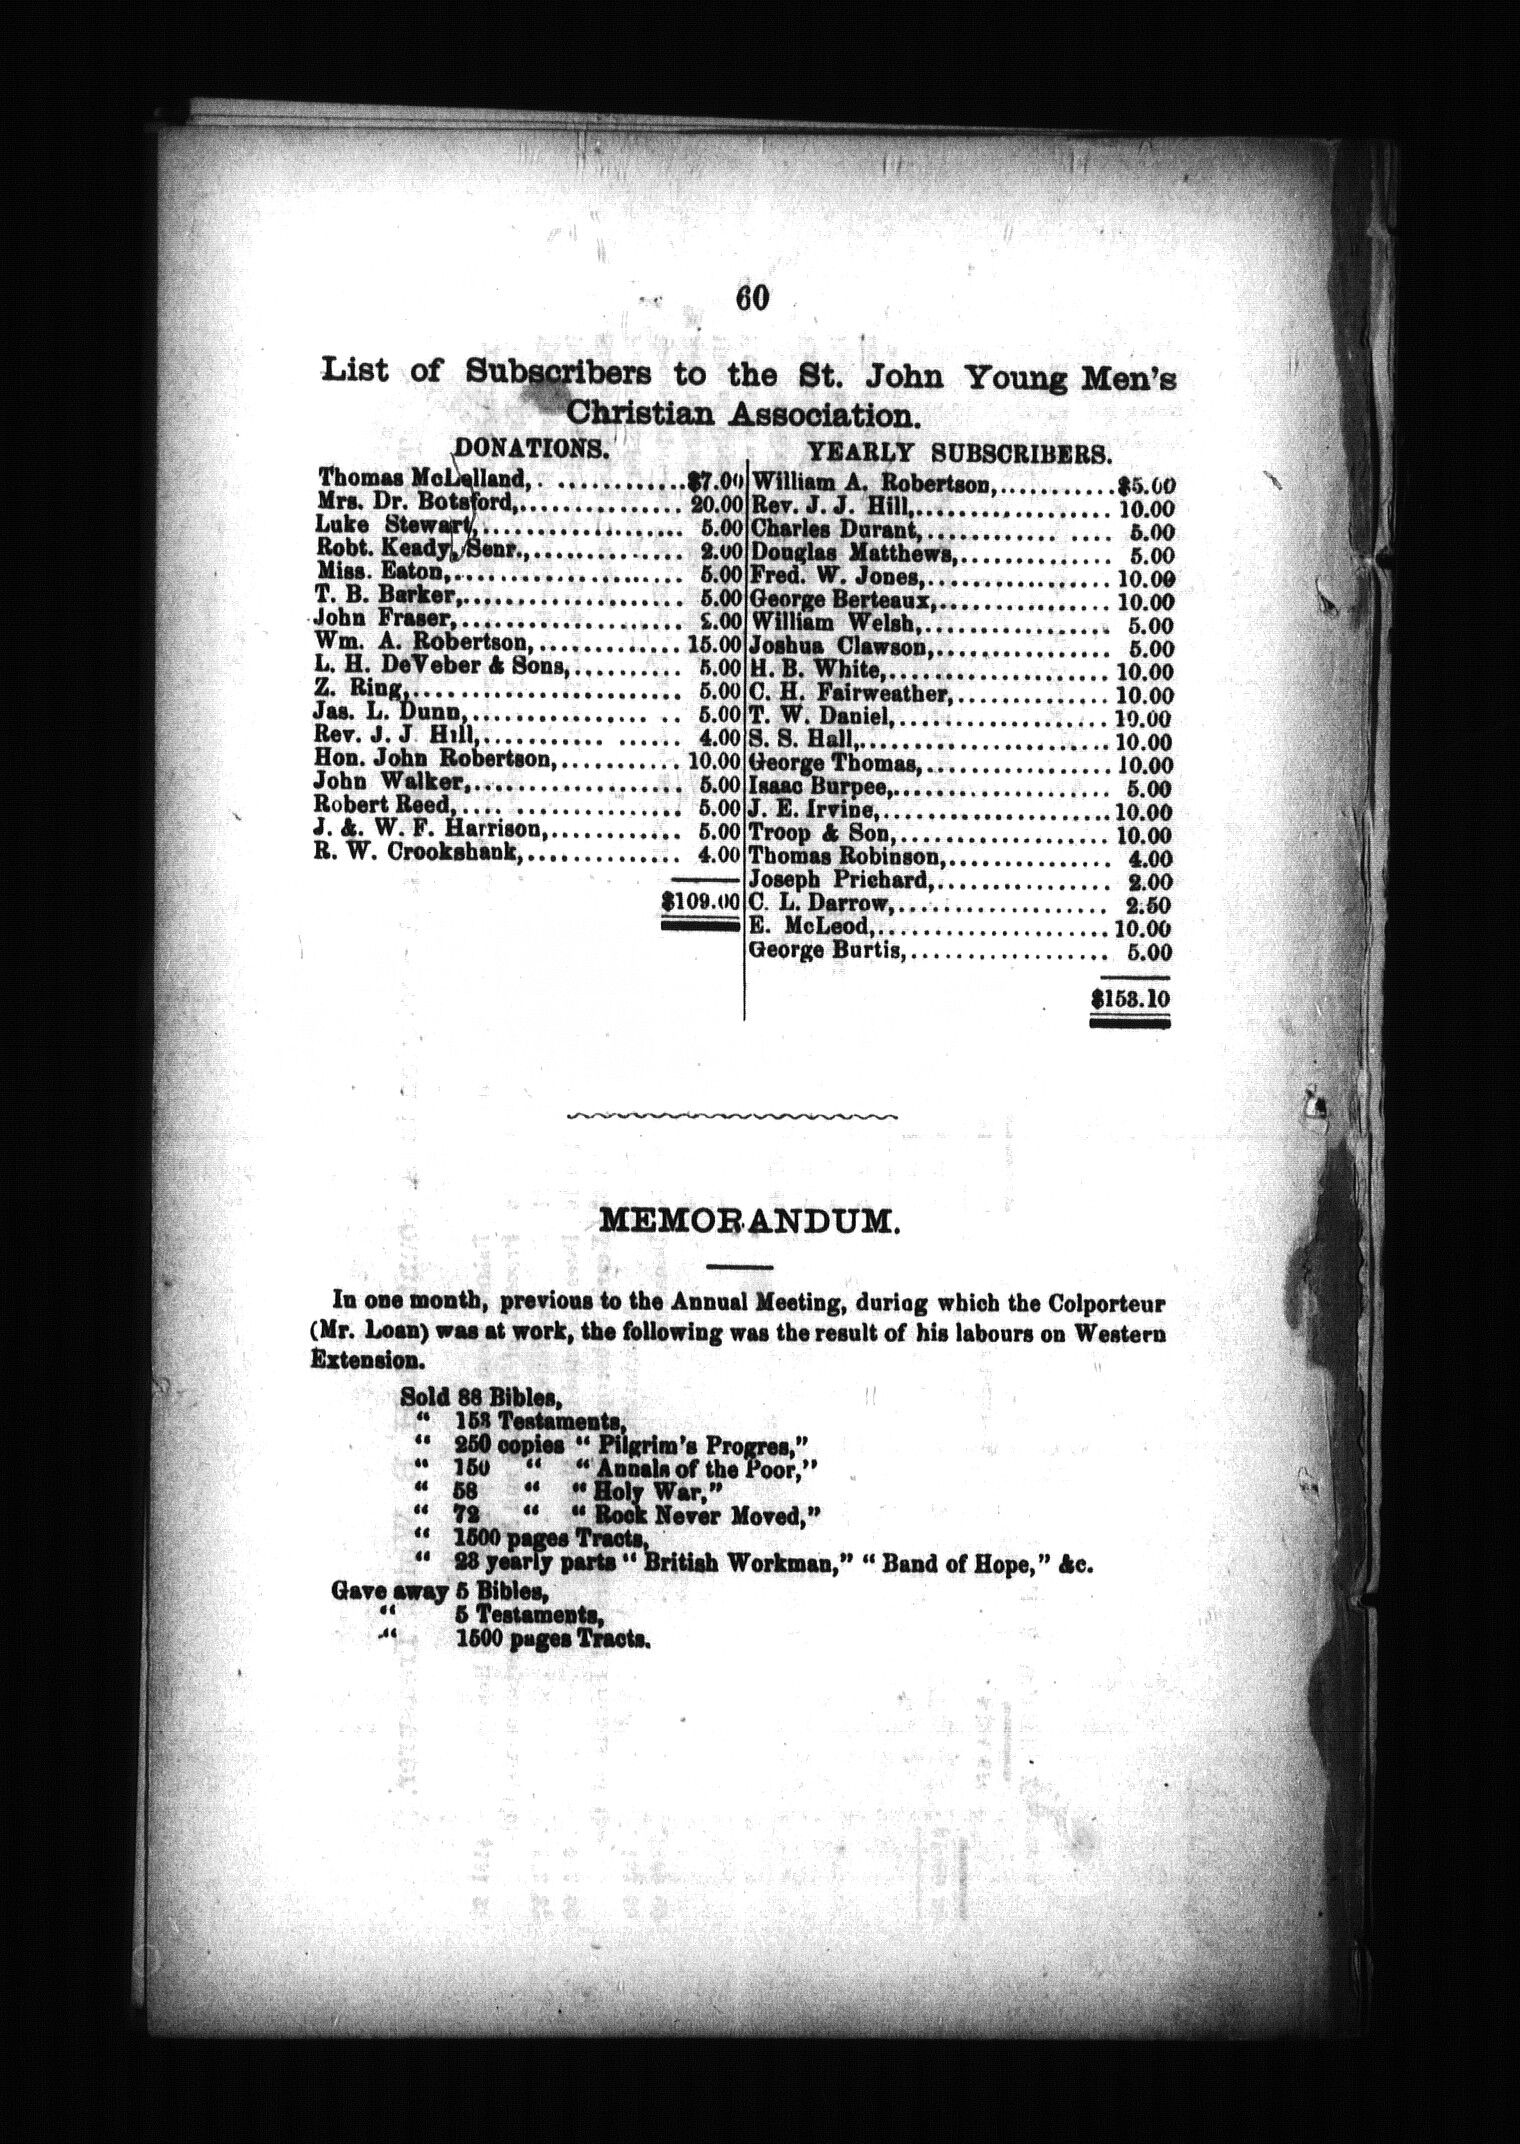 60
List of Subscribers to the St. John Young Men's
Christian Association.
DONATIONS.
Thomas McLelland,. ............$7.00
Mrs. Dr. Botsford,................ 20.00
Luke Stewart,..................... 5.00
Robt. Keady, Senr.,............... 2.00
Miss. Eaton,...................... 5.00
T. B. Barker,..................... 5.00
John Fraser,...................... 2.00
Wm. A. Robertson,............. 15.00
L. H. DeVeber & Sons,.......... 5.00
Z. Ring,......................... 5.00
Jas. L. Dunn,................ .. 5.00
Rev. J. J. Hill,........... ...... 4.00
Hon. John Robertson,........... 10.00
John Walker,.................... 5.00
Robert Reed,.... ............... 5.00
J. &. W. F. Harrison,............ 5.00
R. W. Crookshank,.............. 4.00
$109.00
YEARLY SUBSCRIBERS.
William A. Robertson,...........$5.00
Rev. J. J. Hill,.................. 10.00
Charles Durant,............ .... 5.00
Douglas Matthews,.............. 5.00
Fred. W. Jones,................. 10.00
George Berteaux,................ 10.00
William Welsh,.................. 5.00
Joshua Clawson,................. 5.00
H. B. White,..................... 10.00
C. H. Fairweather,.............. 10.00
T. W. Daniel,.................... 10.00
S. S. Hall,....................... 10.00
George Thomas,.................. 10.00
Isaac Burpee,.................... 5.00
J. E. Irvine,..................... 10.00
Troop & Son,................... 10.00
Thomas Robinson,............... 4.00
Joseph Prichard,................ 2.00
C. L. Darrow,................... 2.50
E. McLeod,...................... 10.00
George Burtis,.................. 5.00
$153.10
MEMORANDUM.
In one month, previous to the Annual Meeting, during which the Colporteur
(Mr. Loan) was at work, the following was the result of his labours on Western
Extension.
Sold 88 Bibles,
“ 153 Testaments,
“ 250 copies “ Pilgrim's Progres,”
“ 150 “ “ Annals of the Poor,”
“ 58 “ “ Holy War,”
“ 72 “ “ Rock Never Moved,”
“ 1500 pages Tracts,
“ 23 yearly parts “ British Workman,” “ Band of Hope,” &c.
Gave away 5 Bibles,
“ 5 Testaments,
“ 1500 pages Tracts.